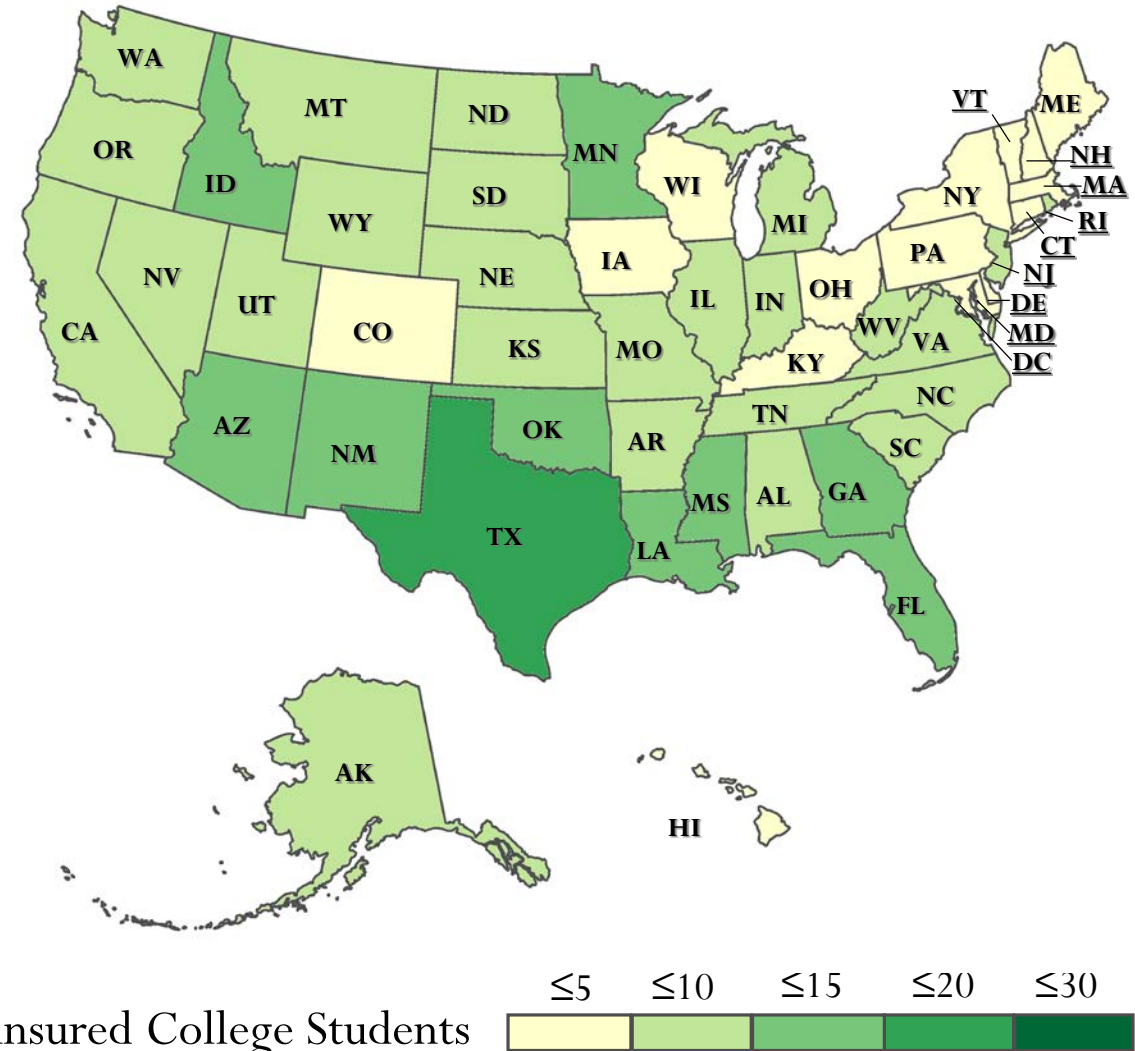 WA
MT
ND
VT
ME
OR
MN
NH
ID
SD
WI
MA
NY
WY
MI
RI
CT
PA
IA
NV
NE
NJ
UT
IL
IN
OH
DE
CA
CO
WV
MD
VA
KS
MO
KY
DC
NC
TN
AZ
OK
AR
NM
SC
MS
AL
GA
TX
LA
FL
AK
HI
≤5 ≤10 ≤15 ≤20 ≤30
insured College Students